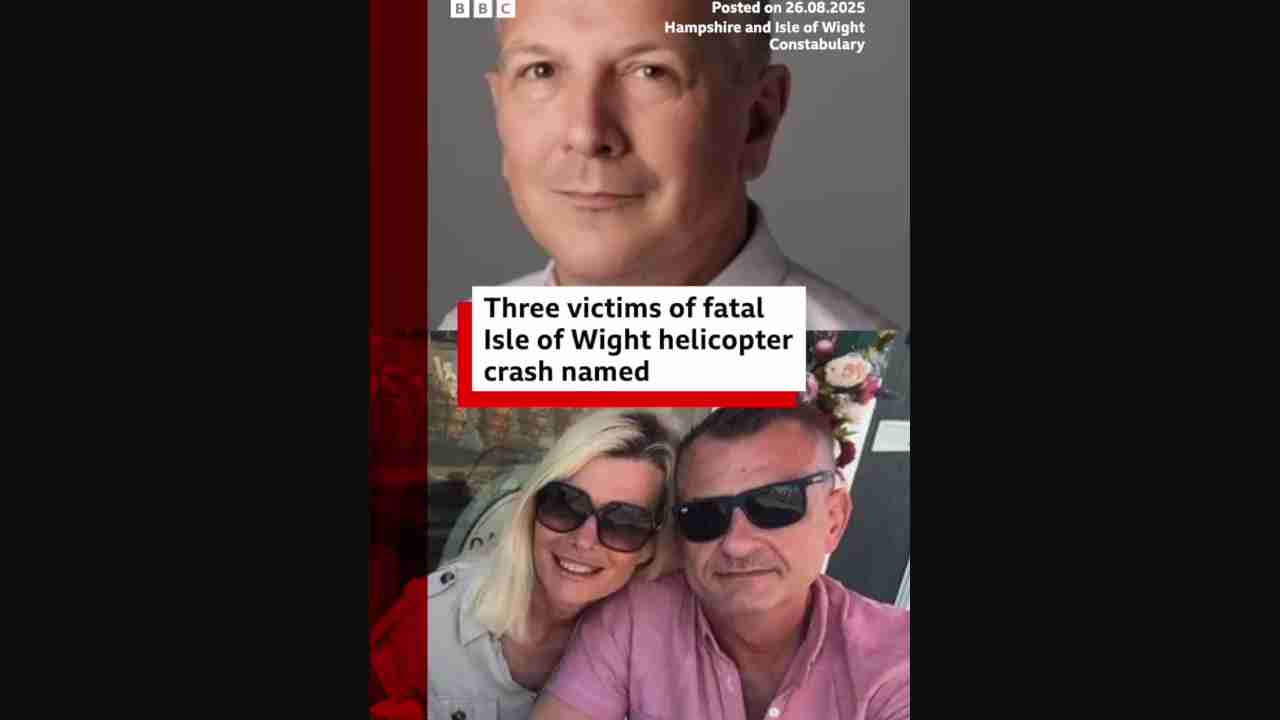 BBC
Posted on 26.08.2025
Hampshire and Isle of Wight
Constabulary
Three victims of fatal
Isle of Wight helicopter
crash named